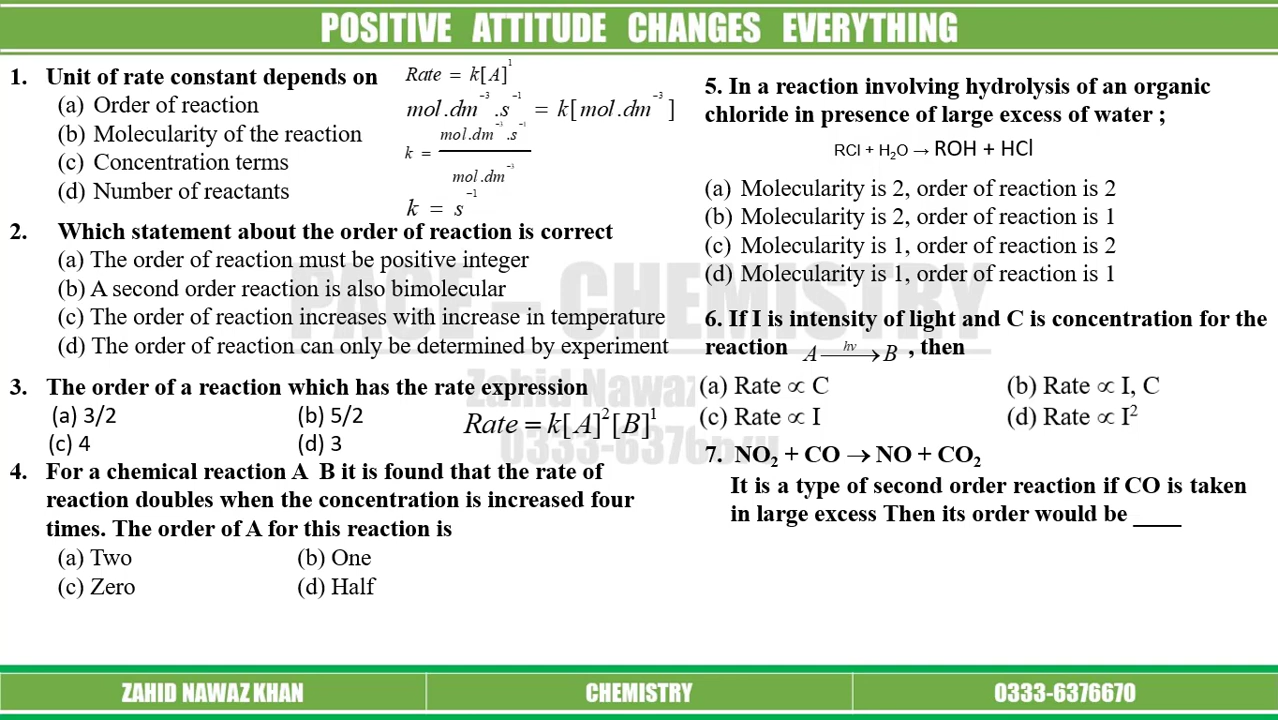 POSITIVE ATTITUDE CHANGES EVERYTHING
1. Unit of rate constant depends on
(a) Order of reaction
(b) Molecularity of the reaction
(c) Concentration terms
(d) Number of reactants
Rate = k[A]¹
mol.dm⁻³.s⁻¹ = k[mol.dm⁻³]
k = mol.dm⁻³.s⁻¹
mol.dm⁻³
k = s⁻¹
2. Which statement about the order of reaction is correct
(a) The order of reaction must be positive integer
(b) A second order reaction is also bimolecular
(c) The order of reaction increases with increase in temperature
(d) The order of reaction can only be determined by experiment
3. The order of a reaction which has the rate expression
(a) 3/2 (b) 5/2
(c) 4 (d) 3
Rate = k[A]²[B]¹
4. For a chemical reaction A B it is found that the rate of
reaction doubles when the concentration is increased four
times. The order of A for this reaction is
(a) Two (b) One
(c) Zero (d) Half
5. In a reaction involving hydrolysis of an organic
chloride in presence of large excess of water ;
RCl + H₂O → ROH + HCl
(a) Molecularity is 2, order of reaction is 2
(b) Molecularity is 2, order of reaction is 1
(c) Molecularity is 1, order of reaction is 2
(d) Molecularity is 1, order of reaction is 1
6. If I is intensity of light and C is concentration for the
reaction A —hν→ B , then
(a) Rate ∝ C (b) Rate ∝ I, C
(c) Rate ∝ I (d) Rate ∝ I²
7. NO₂ + CO → NO + CO₂
It is a type of second order reaction if CO is taken
in large excess Then its order would be ____
PACE – CHEMISTRY
Zahid Nawaz
ZAHID NAWAZ KHAN CHEMISTRY 0333-6376670